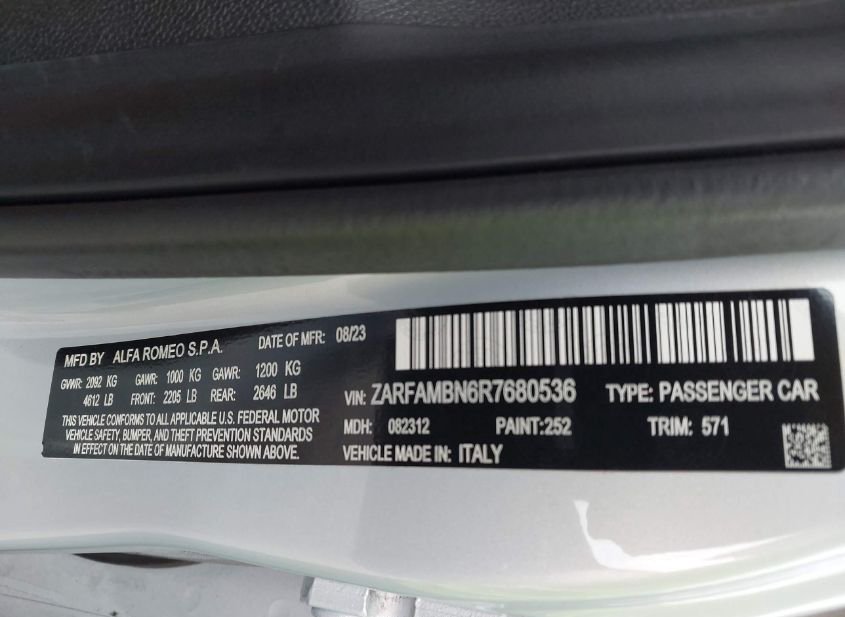 MFD BY ALFA ROMEO S.P.A. DATE OF MFR: 08/23
GVWR: 2092 KG GAWR: 1000 KG GAWR: 1200 KG
4612 LB FRONT: 2205 LB REAR: 2646 LB
THIS VEHICLE CONFORMS TO ALL APPLICABLE U.S. FEDERAL MOTOR
VEHICLE SAFETY, BUMPER, AND THEFT PREVENTION STANDARDS
IN EFFECT ON THE DATE OF MANUFACTURE SHOWN ABOVE.
VIN: ZARFAMBN6R7680536 TYPE: PASSENGER CAR
MDH: 082312 PAINT:252 TRIM: 571
VEHICLE MADE IN: ITALY